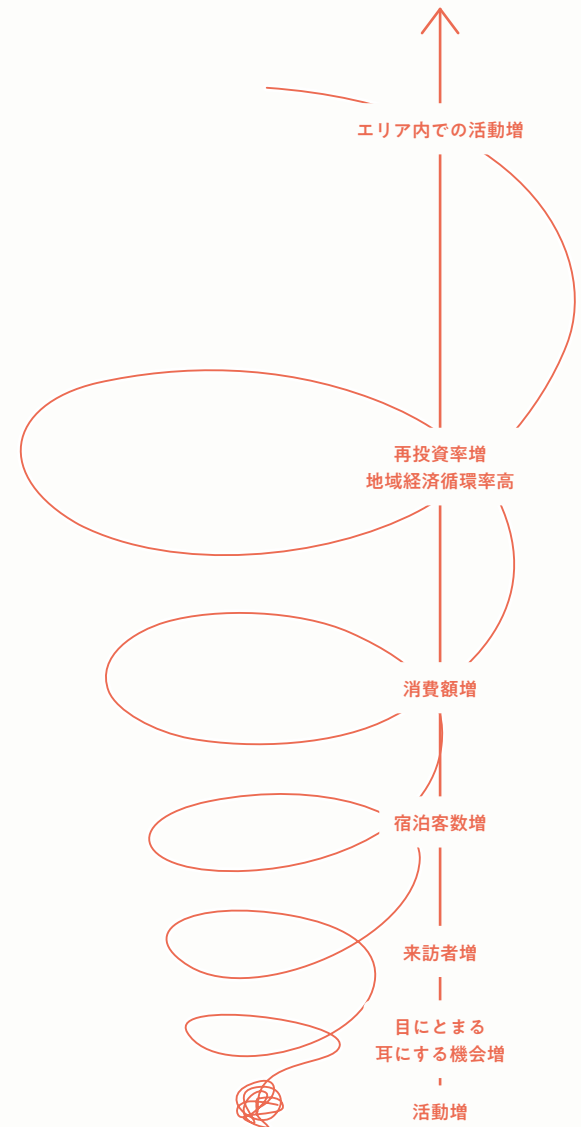 エリア内での活動増
再投資率増
地域経済循環率高
消費額増
宿泊客数増
来訪者増
目にとまる
耳にする機会増
活動増